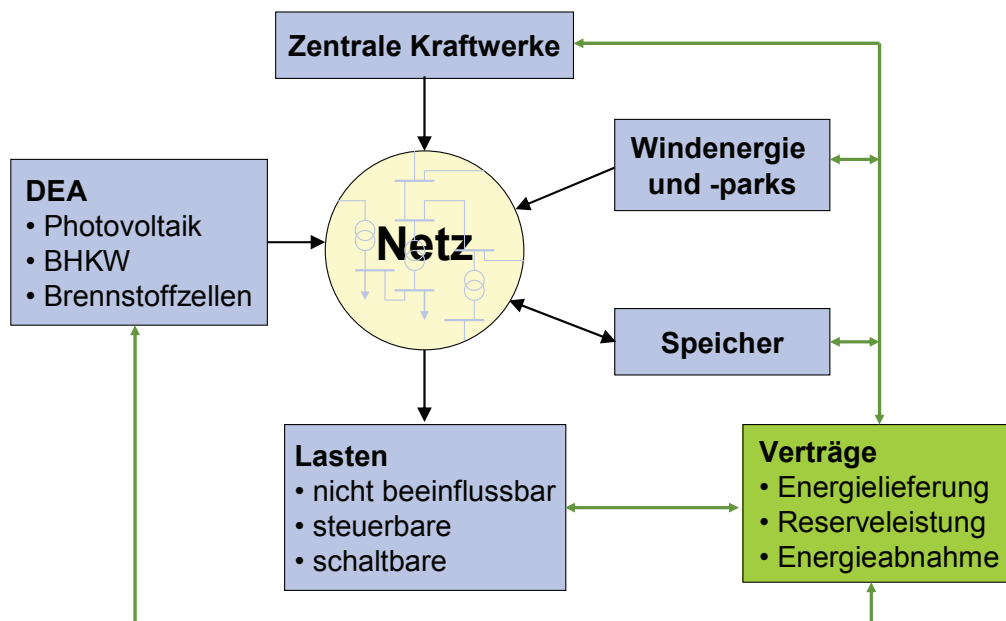 Zentrale Kraftwerke
Windenergie
und -parks
DEA
• Photovoltaik
• BHKW
• Brennstoffzellen
Netz
Speicher
Lasten
• nicht beeinflussbar
• steuerbare
• schaltbare
Verträge
• Energielieferung
• Reserveleistung
• Energieabnahme